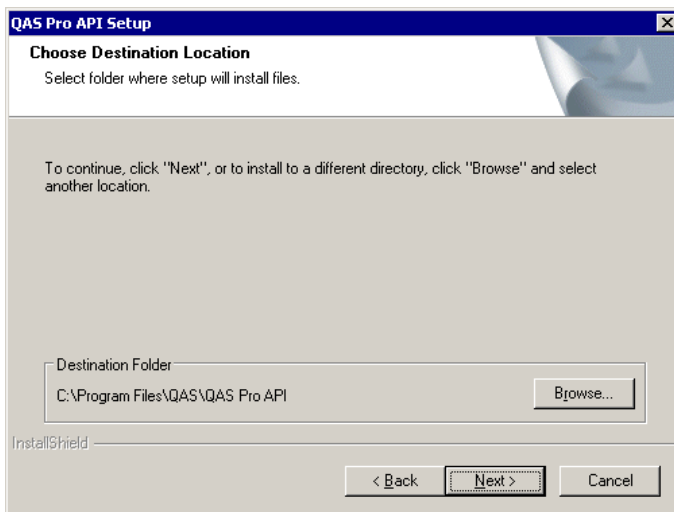 QAS Pro API Setup
Choose Destination Location
Select folder where setup will install files.
To continue, click "Next", or to install to a different directory, click "Browse" and select
another location.
Destination Folder
C:\Program Files\QAS\QAS Pro API
Browse...
InstallShield
< Back
Next >
Cancel